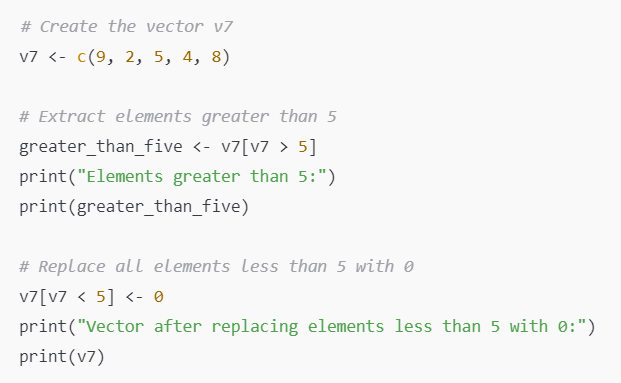 # Create the vector v7
v7 <- c(9, 2, 5, 4, 8)
# Extract elements greater than 5
greater_than_five <- v7[v7 > 5]
print("Elements greater than 5:")
print(greater_than_five)
# Replace all elements less than 5 with 0
v7[v7 < 5] <- 0
print("Vector after replacing elements less than 5 with 0:")
print(v7)